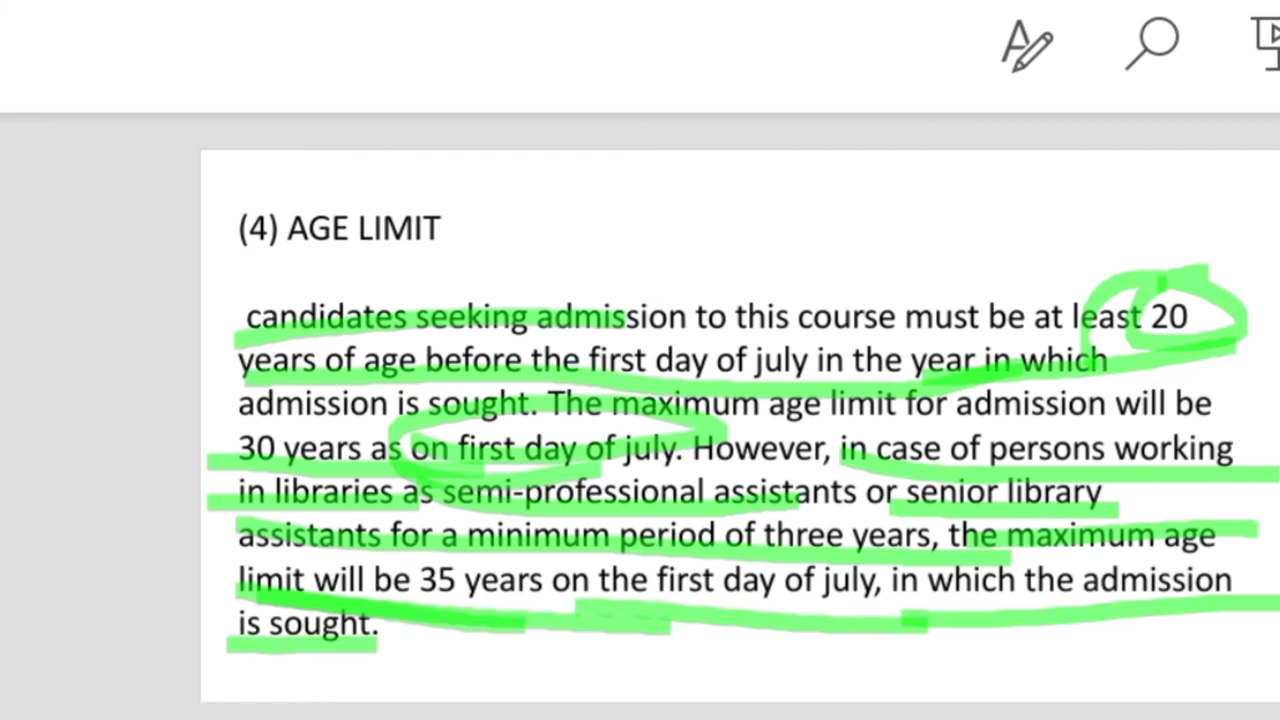 (4) AGE LIMIT
candidates seeking admission to this course must be at least 20
years of age before the first day of july in the year in which
admission is sought. The maximum age limit for admission will be
30 years as on first day of july. However, in case of persons working
in libraries as semi-professional assistants or senior library
assistants for a minimum period of three years, the maximum age
limit will be 35 years on the first day of july, in which the admission
is sought.